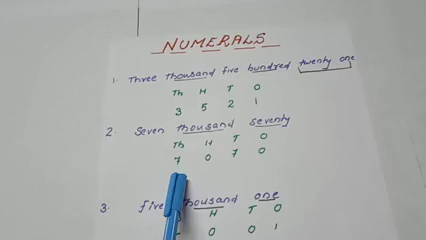 NUMERALS
1. Three thousand five hundred twenty one
Th H T O
3 5 2 1
2. Seven thousand seventy
Th H T O
7 0 7 0
3. five thousand one
H T O
0 0 1